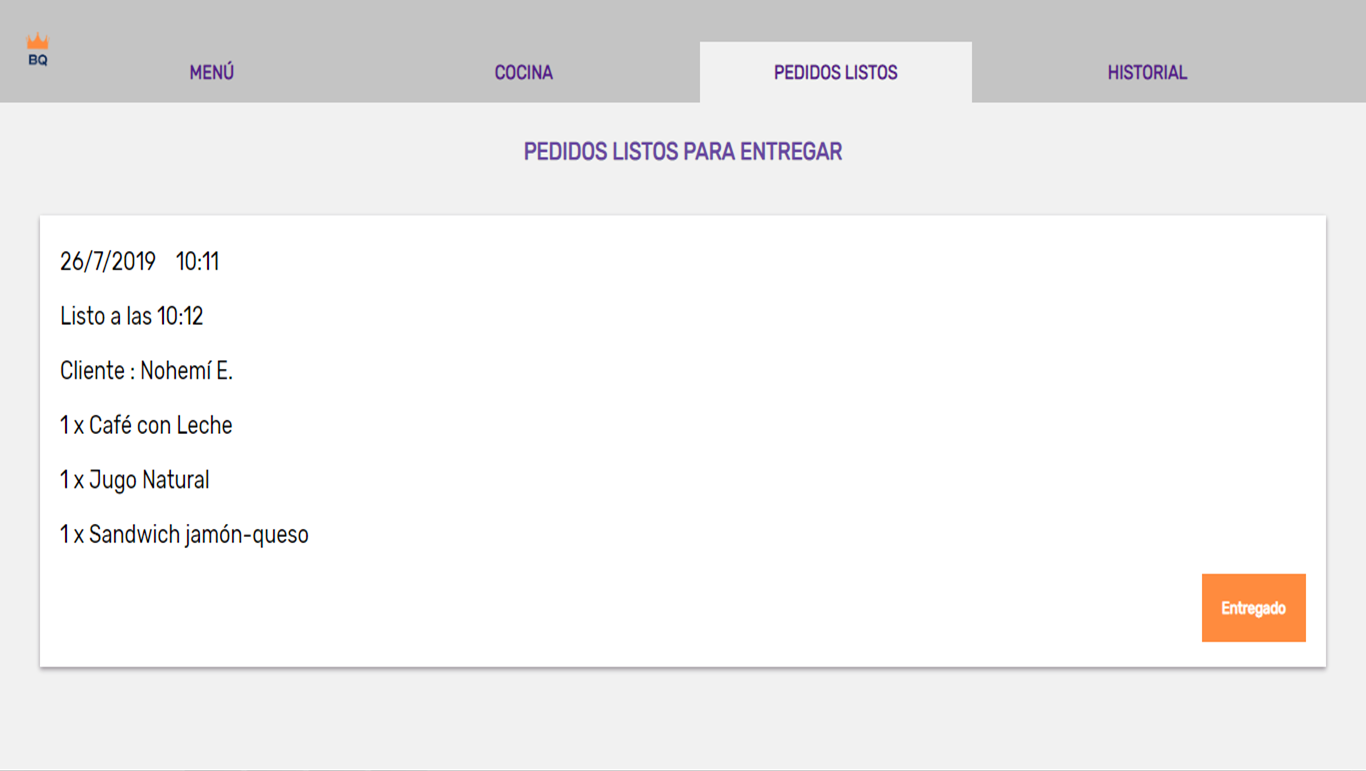 BQ
MENÚ COCINA PEDIDOS LISTOS HISTORIAL
PEDIDOS LISTOS PARA ENTREGAR
26/7/2019 10:11
Listo a las 10:12
Cliente : Nohemí E.
1 x Café con Leche
1 x Jugo Natural
1 x Sandwich jamón-queso
Entregado